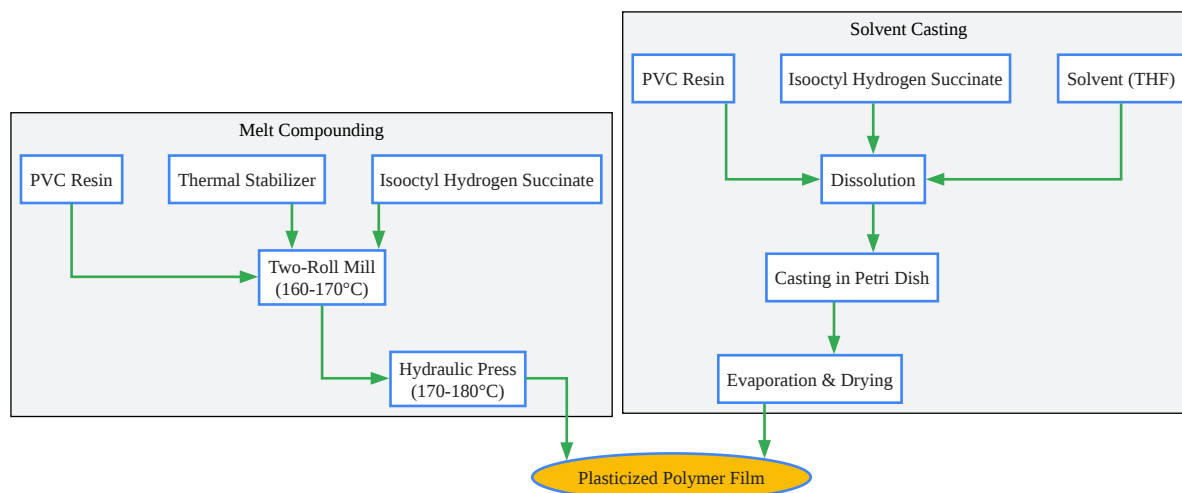 Melt Compounding
PVC Resin
Thermal Stabilizer
Isooctyl Hydrogen Succinate
Two-Roll Mill
(160-170°C)
Hydraulic Press
(170-180°C)
Solvent Casting
PVC Resin
Isooctyl Hydrogen Succinate
Solvent (THF)
Dissolution
Casting in Petri Dish
Evaporation & Drying
Plasticized Polymer Film